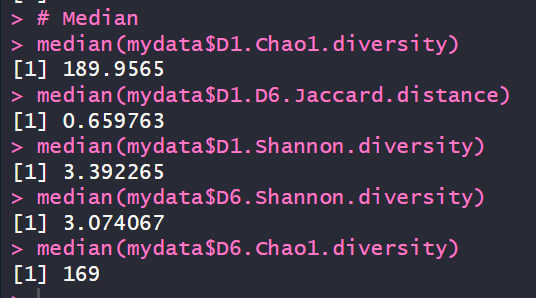 > # Median
> median(mydata$D1.Chao1.diversity)
[1] 189.9565
> median(mydata$D1.D6.Jaccard.distance)
[1] 0.659763
> median(mydata$D1.Shannon.diversity)
[1] 3.392265
> median(mydata$D6.Shannon.diversity)
[1] 3.074067
> median(mydata$D6.Chao1.diversity)
[1] 169
>